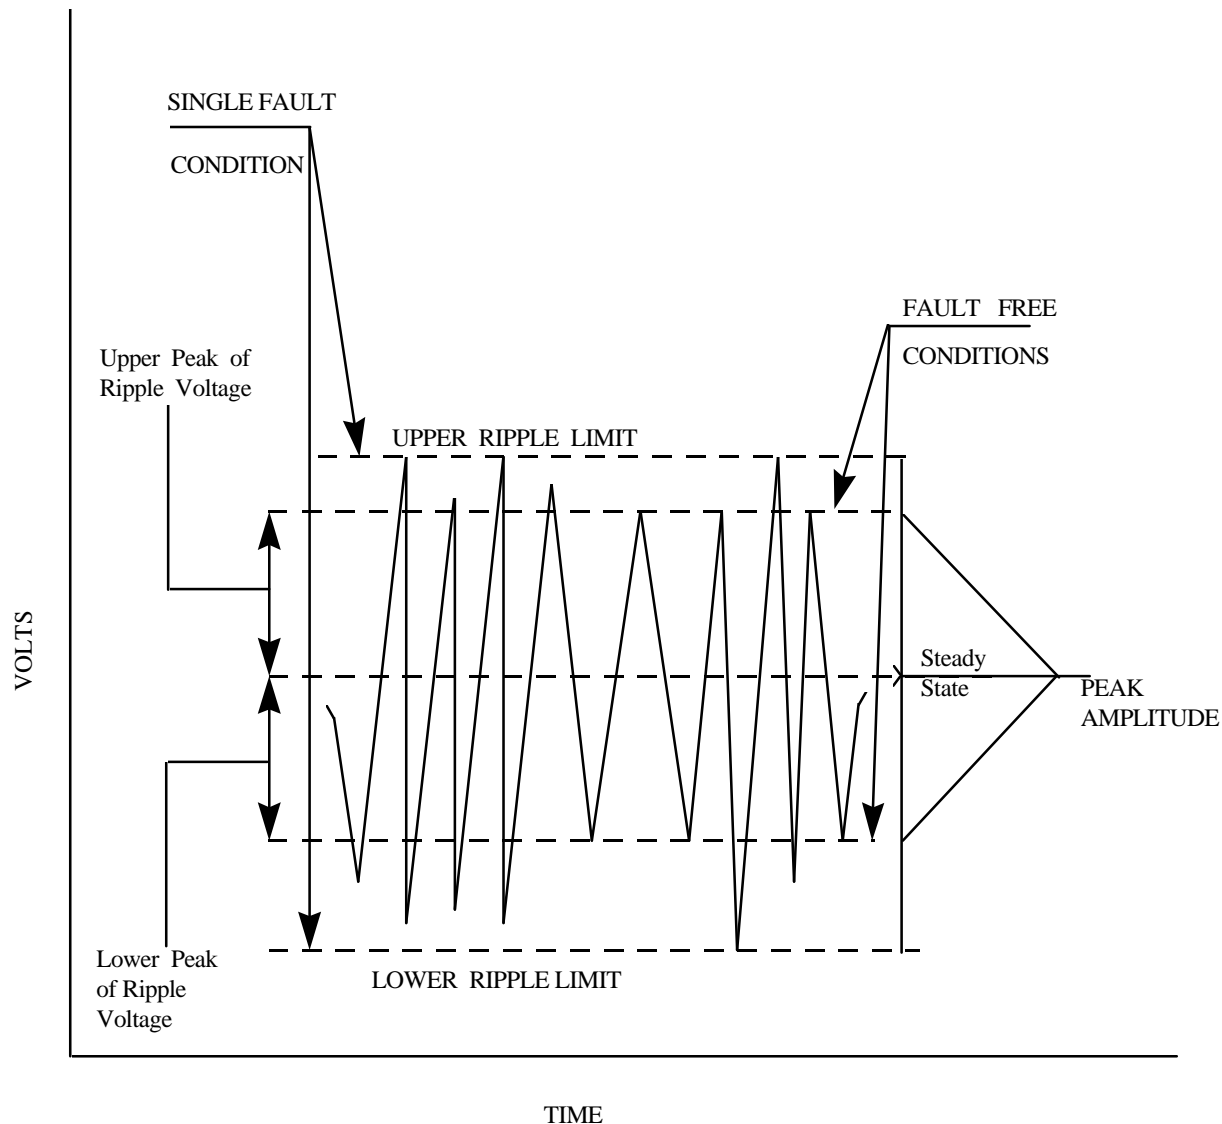 SINGLE FAULT
CONDITION
FAULT FREE
CONDITIONS
Upper Peak of
Ripple Voltage
UPPER RIPPLE LIMIT
VOLTS
Steady
State
PEAK
AMPLITUDE
Lower Peak
of Ripple
Voltage
LOWER RIPPLE LIMIT
TIME